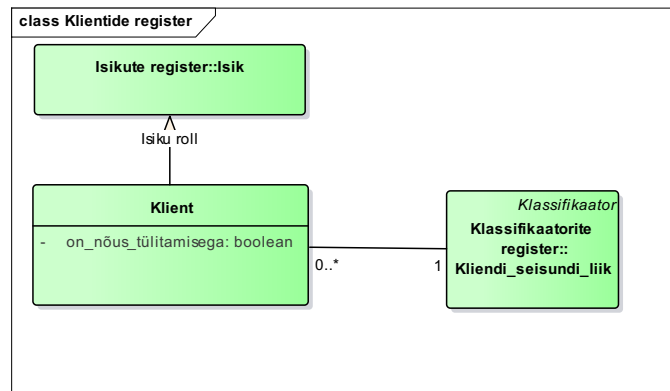 class Klientide register
Isikute register::Isik
Isiku roll
Klient
- on_nõus_tülitamisega: boolean
0..*
1
Klassifikaator
Klassifikaatorite
register::
Kliendi_seisundi_liik